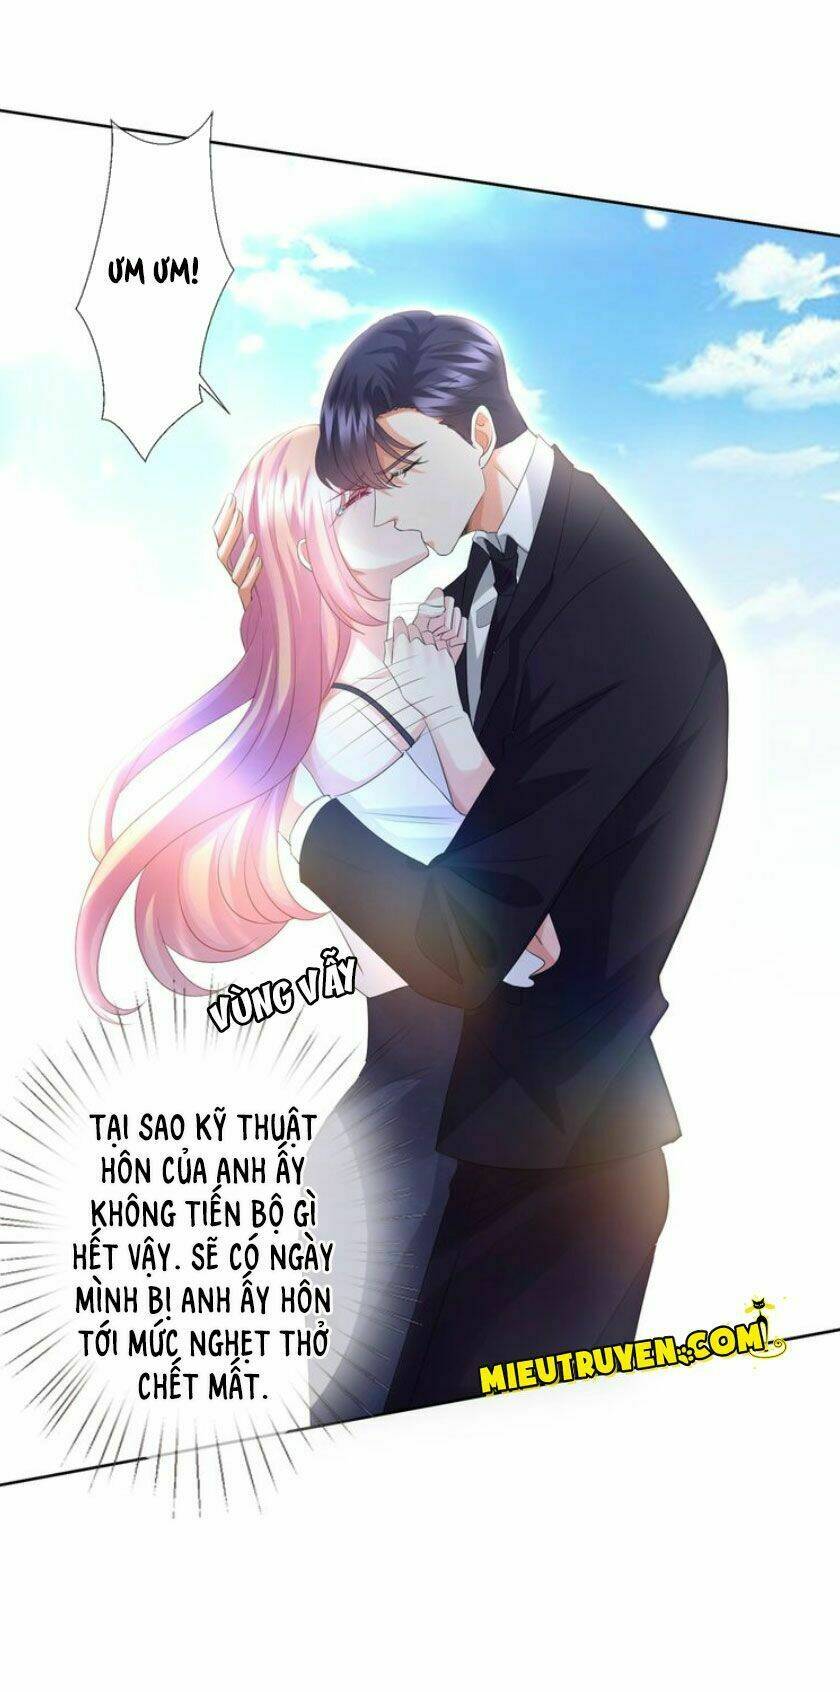 ƯM ƯM!
VÙNG VẪY
TẠI SAO KỸ THUẬT
HÔN CỦA ANH ẤY
KHÔNG TIẾN BỘ GÌ
HẾT VẬY. SẼ CÓ NGÀY
MÌNH BỊ ANH ẤY HÔN
TỚI MỨC NGHẸT THỞ
CHẾT MẤT.
MIEUTRUYEN.COM